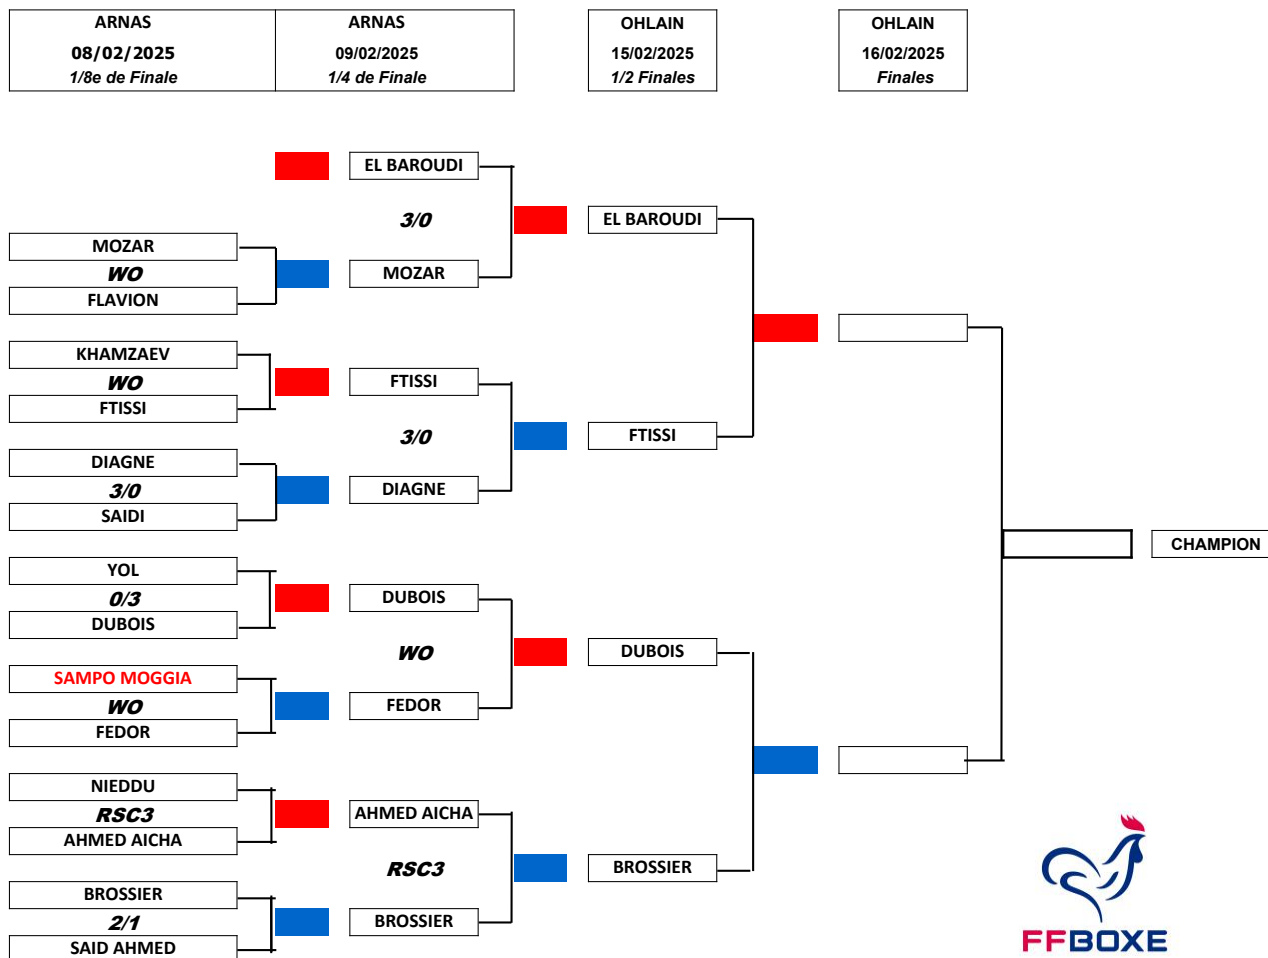 ARNAS
08/02/2025
1/8e de Finale
ARNAS
09/02/2025
1/4 de Finale
OHLAIN
15/02/2025
1/2 Finales
OHLAIN
16/02/2025
Finales
EL BAROUDI
3/0
MOZAR
MOZAR
WO
FLAVION
EL BAROUDI
KHAMZAEV
WO
FTISSI
FTISSI
3/0
DIAGNE
FTISSI
DIAGNE
3/0
SAIDI
CHAMPION
YOL
0/3
DUBOIS
DUBOIS
WO
FEDOR
DUBOIS
SAMPO MOGGIA
WO
FEDOR
NIEDDU
RSC3
AHMED AICHA
AHMED AICHA
RSC3
BROSSIER
BROSSIER
BROSSIER
2/1
SAID AHMED
FFBOXE